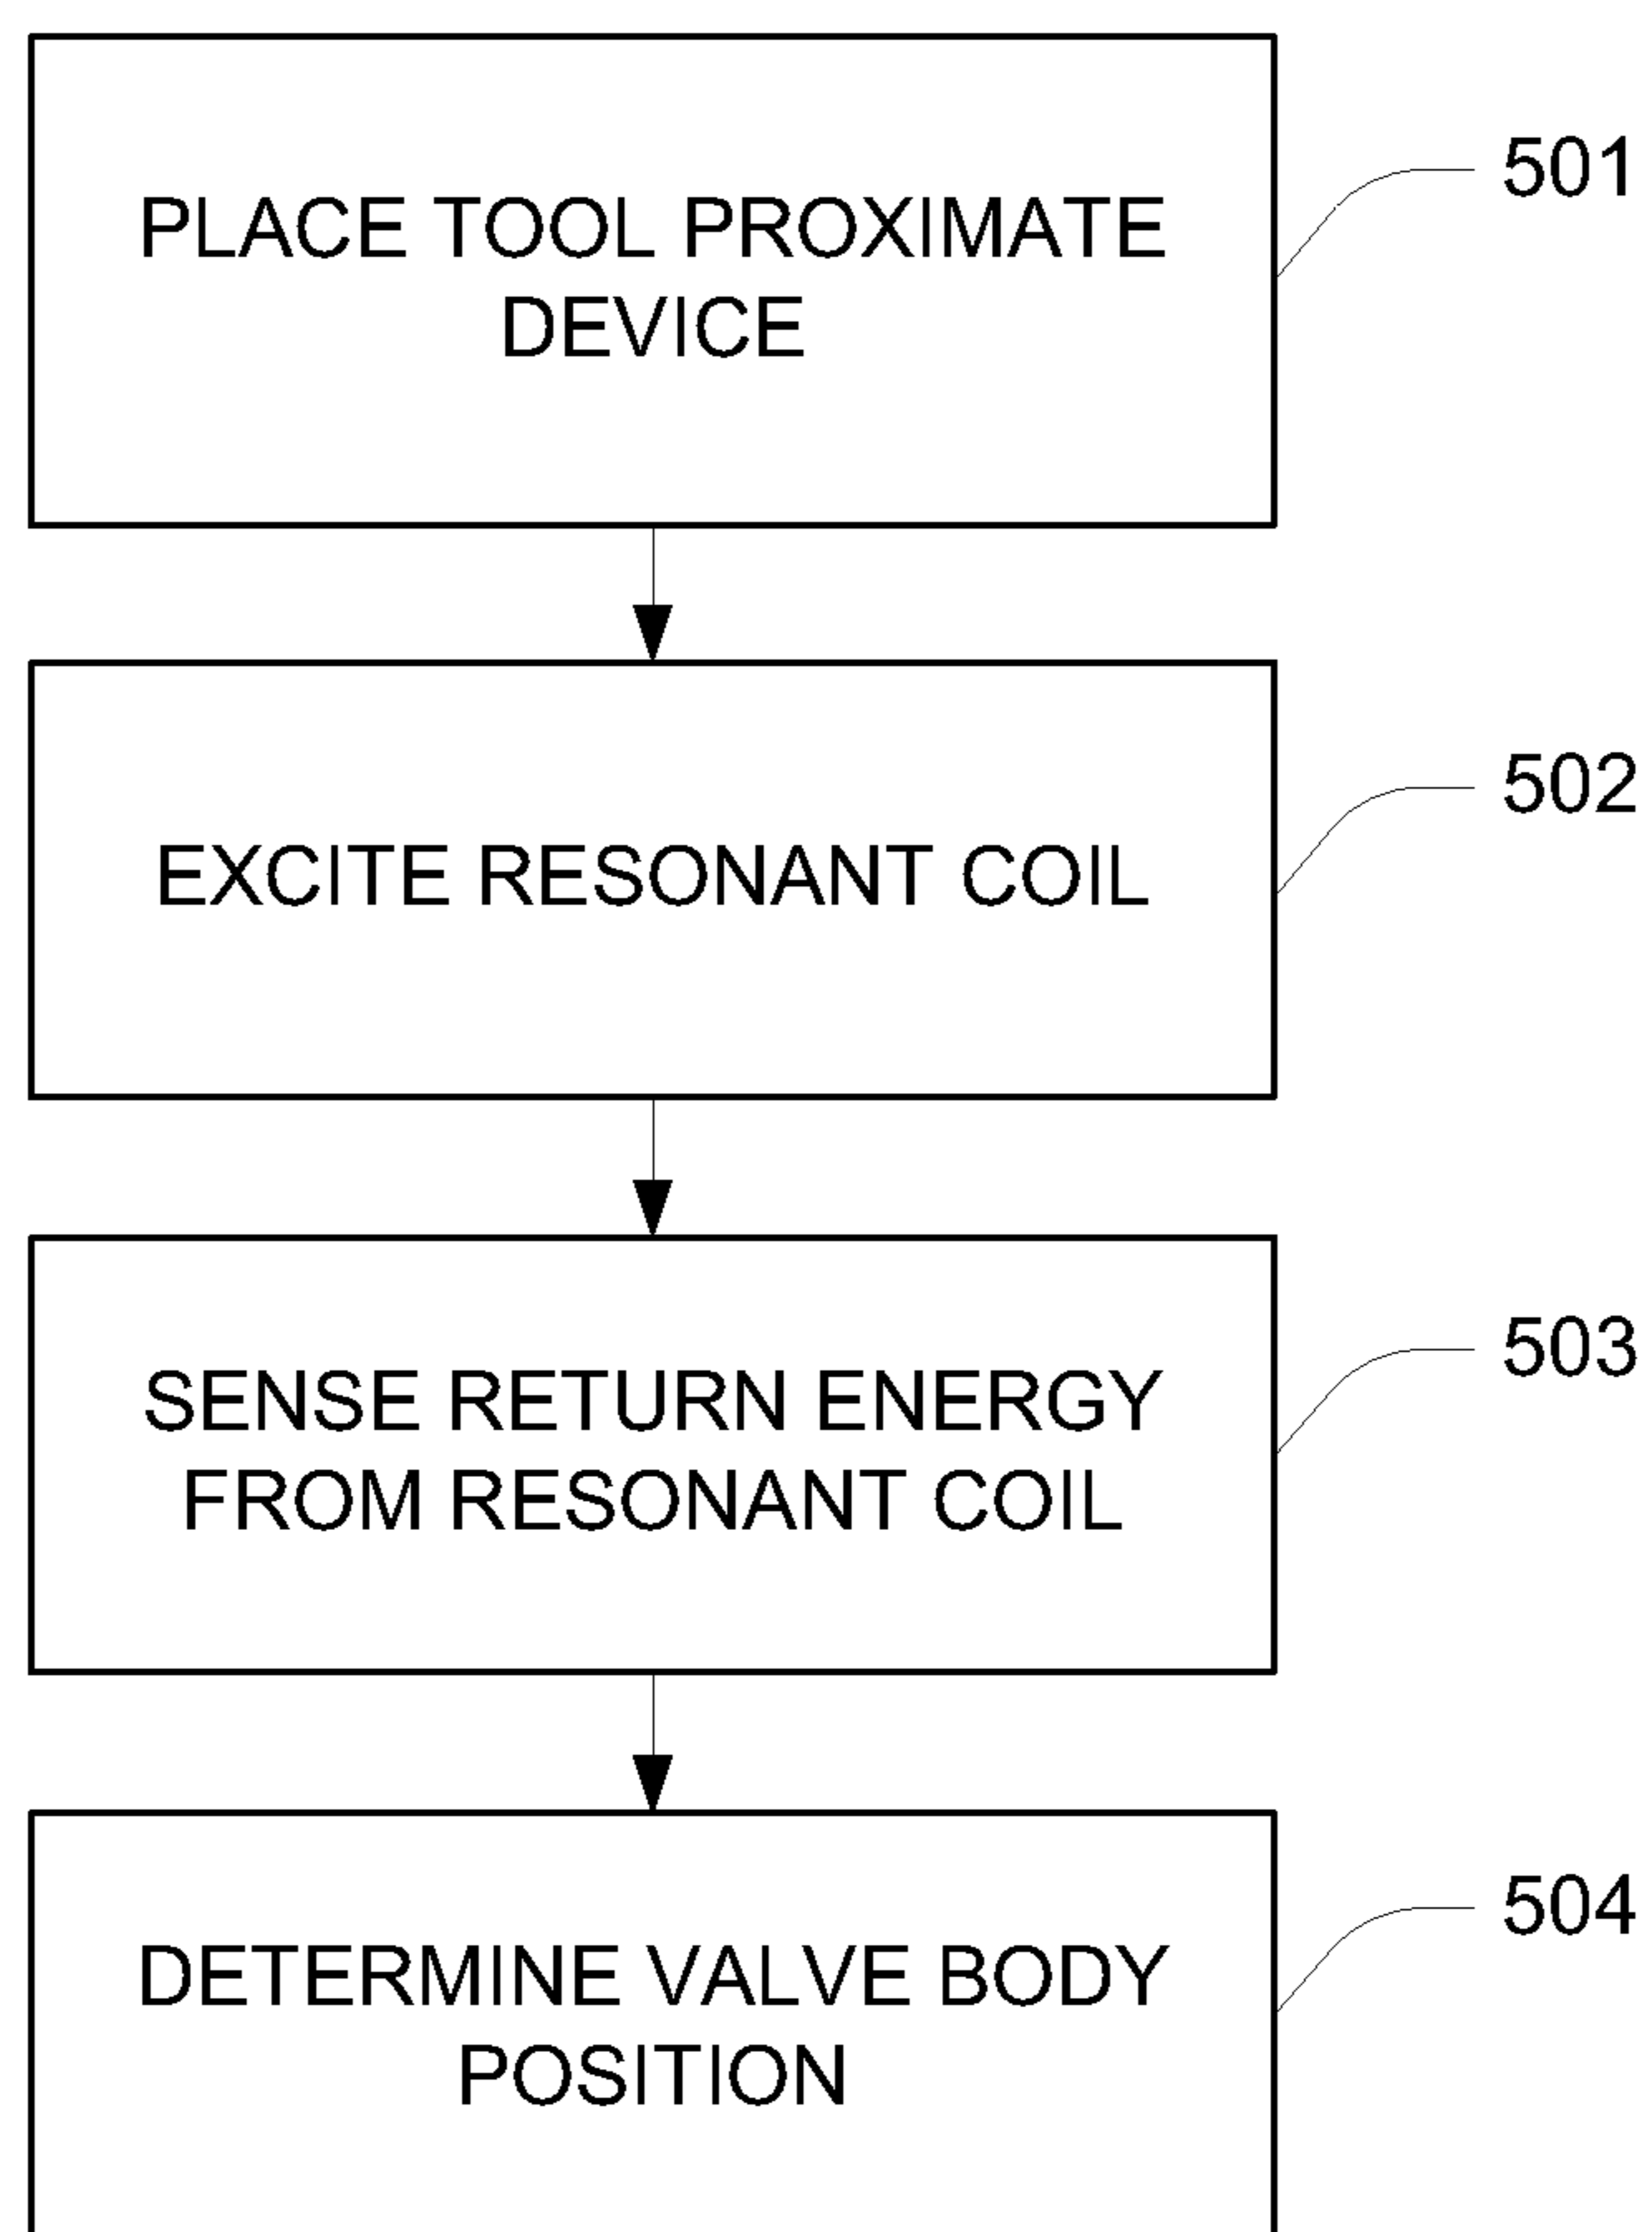 PLACE TOOL PROXIMATE
DEVICE
501
EXCITE RESONANT COIL
502
SENSE RETURN ENERGY
FROM RESONANT COIL
503
DETERMINE VALVE BODY
POSITION
504